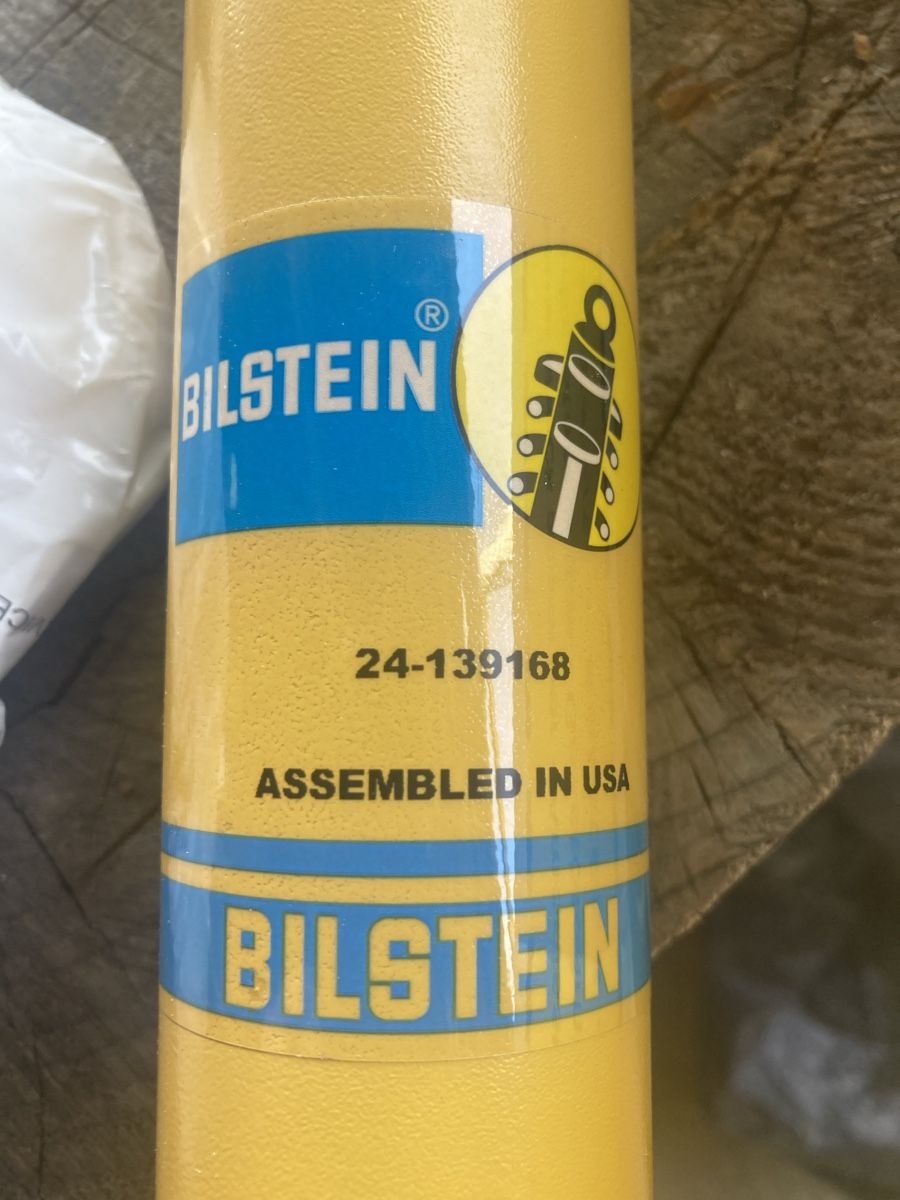 BILSTEIN®
24-139168
ASSEMBLED IN USA
BILSTEIN